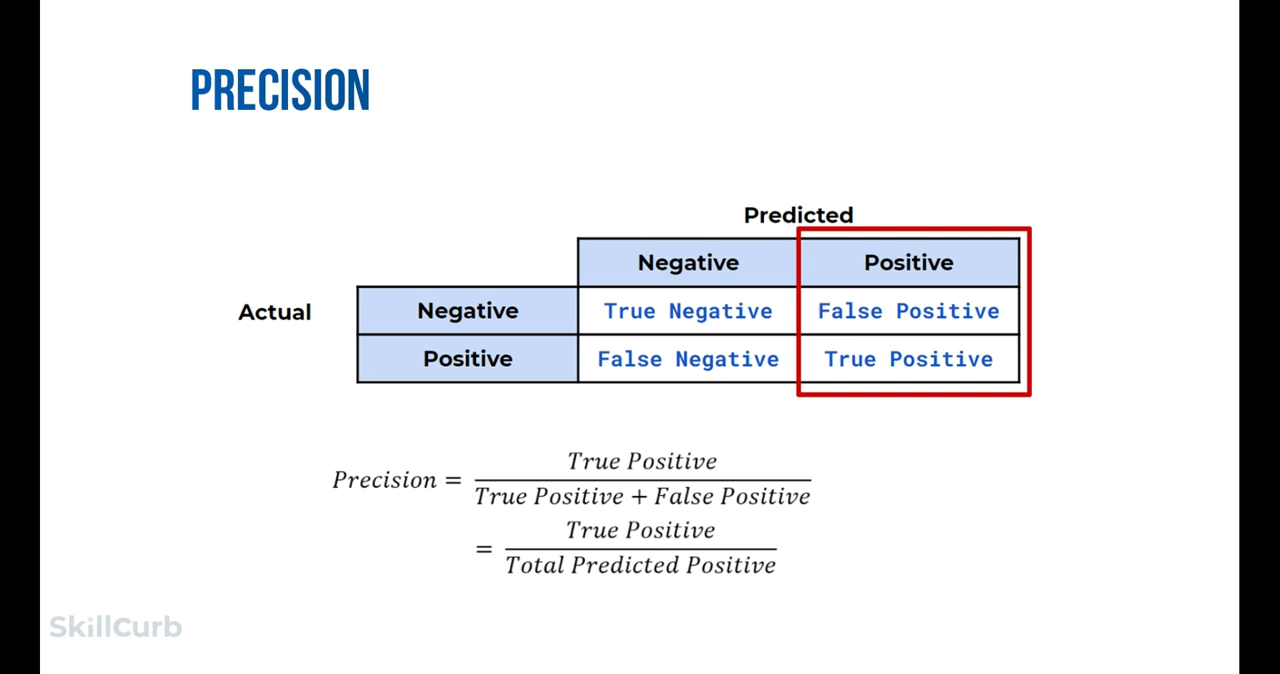 PRECISION
Predicted
Negative Positive
Actual Negative True Negative False Positive
Positive False Negative True Positive
Precision = True Positive
True Positive + False Positive
= True Positive
Total Predicted Positive
SkillCurb